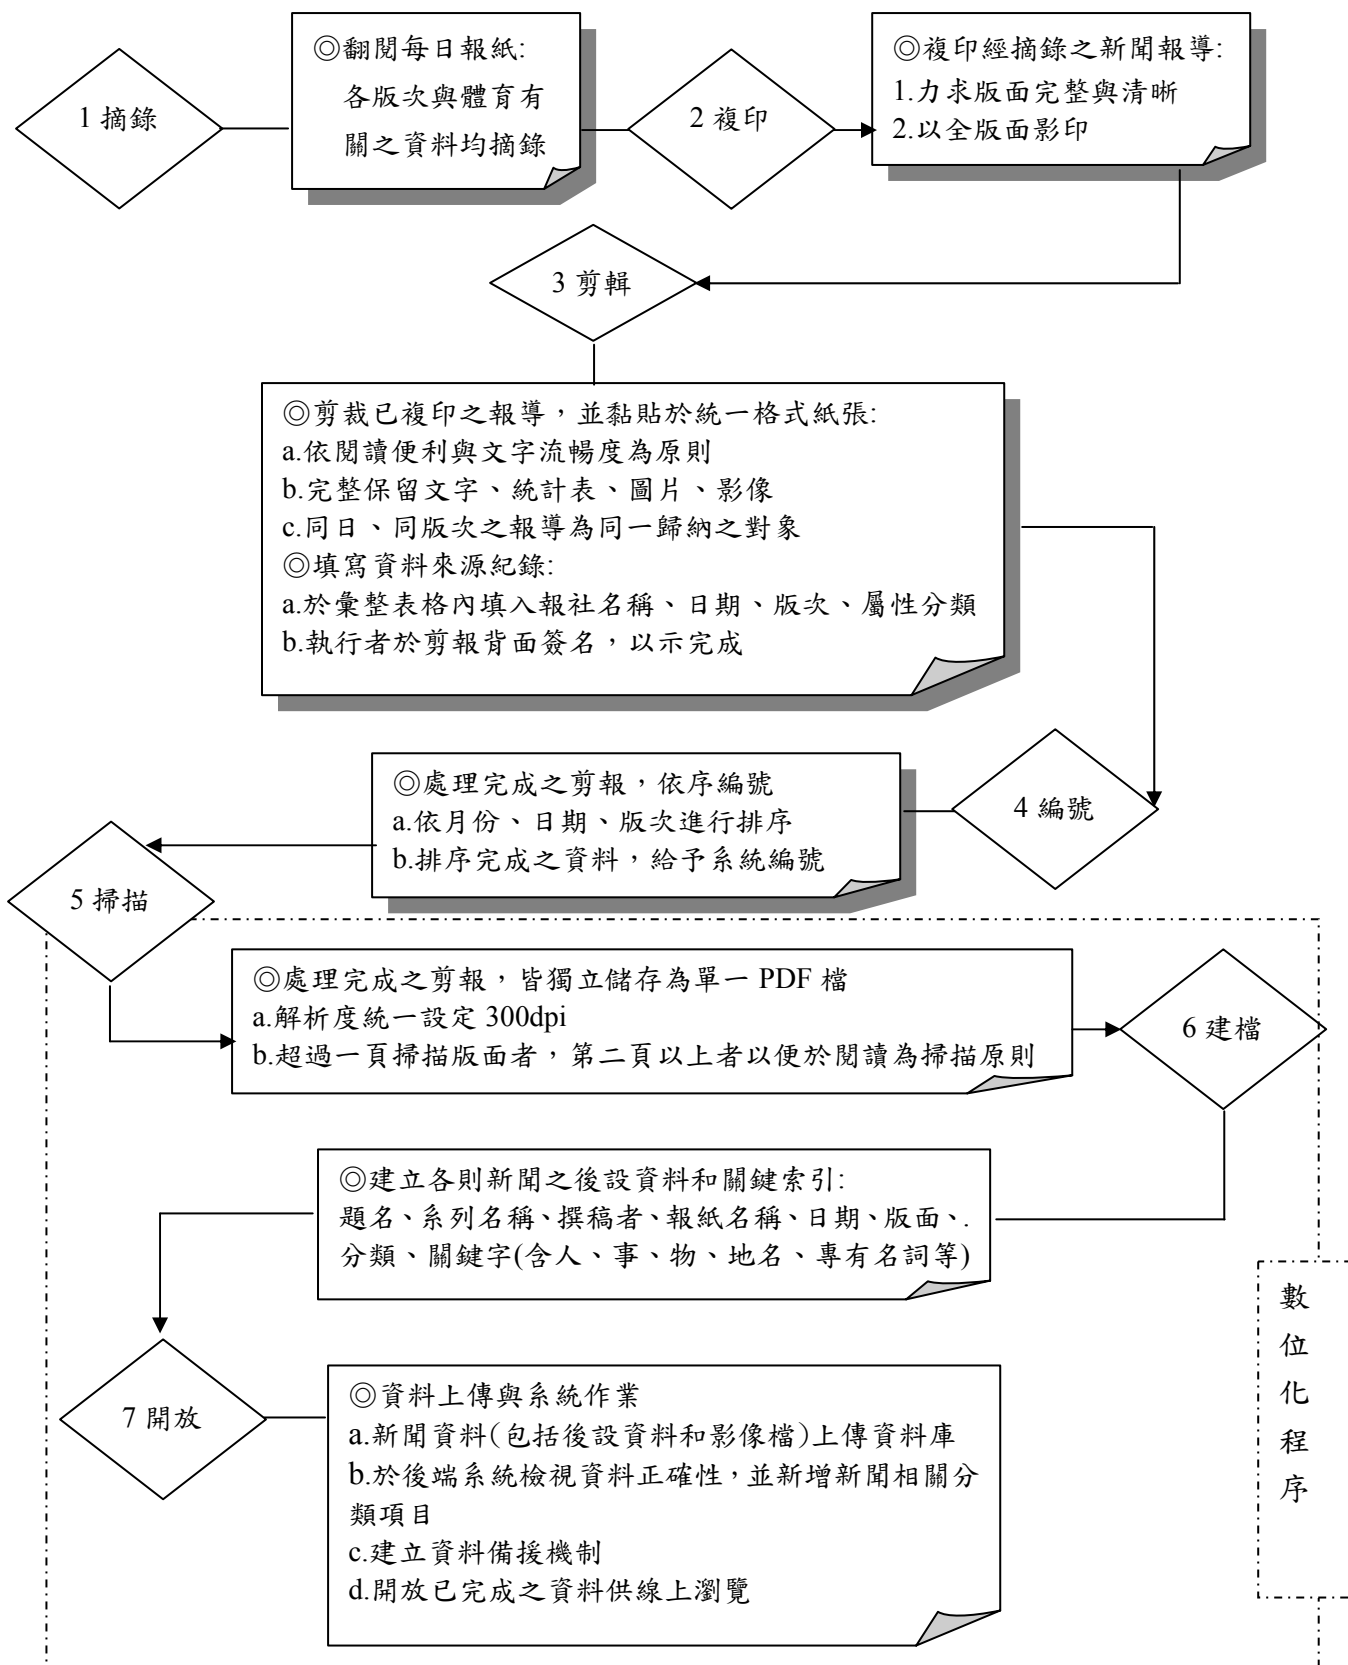 1 摘錄
◎翻閱每日報紙:
各版次與體育有
關之資料均摘錄
2 複印
◎複印經摘錄之新聞報導:
1.力求版面完整與清晰
2.以全版面影印
3 剪輯
◎剪裁已複印之報導，並黏貼於統一格式紙張:
a.依閱讀便利與文字流暢度為原則
b.完整保留文字、統計表、圖片、影像
c.同日、同版次之報導為同一歸納之對象
◎填寫資料來源紀錄:
a.於彙整表格內填入報社名稱、日期、版次、屬性分類
b.執行者於剪報背面簽名，以示完成
4 編號
◎處理完成之剪報，依序編號
a.依月份、日期、版次進行排序
b.排序完成之資料，給予系統編號
5 掃描
◎處理完成之剪報，皆獨立儲存為單一 PDF 檔
a.解析度統一設定 300dpi
b.超過一頁掃描版面者，第二頁以上者以便於閱讀為掃描原則
6 建檔
◎建立各則新聞之後設資料和關鍵索引:
題名、系列名稱、撰稿者、報紙名稱、日期、版面、.
分類、關鍵字(含人、事、物、地名、專有名詞等)
7 開放
◎資料上傳與系統作業
a.新聞資料(包括後設資料和影像檔)上傳資料庫
b.於後端系統檢視資料正確性，並新增新聞相關分
類項目
c.建立資料備援機制
d.開放已完成之資料供線上瀏覽
數
位
化
程
序